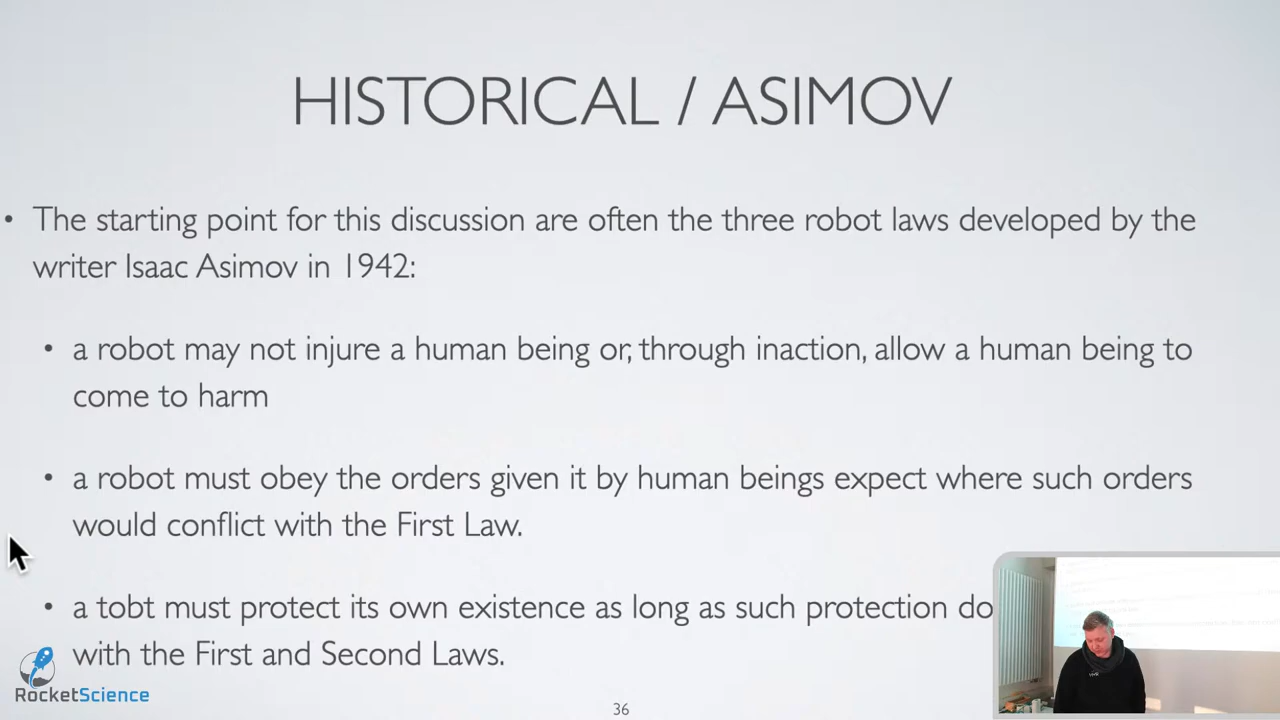 HISTORICAL / ASIMOV
• The starting point for this discussion are often the three robot laws developed by the
writer Isaac Asimov in 1942:
• a robot may not injure a human being or, through inaction, allow a human being to
come to harm
• a robot must obey the orders given it by human beings expect where such orders
would conflict with the First Law.
• a tobt must protect its own existence as long as such protection do
with the First and Second Laws.
RocketScience
36